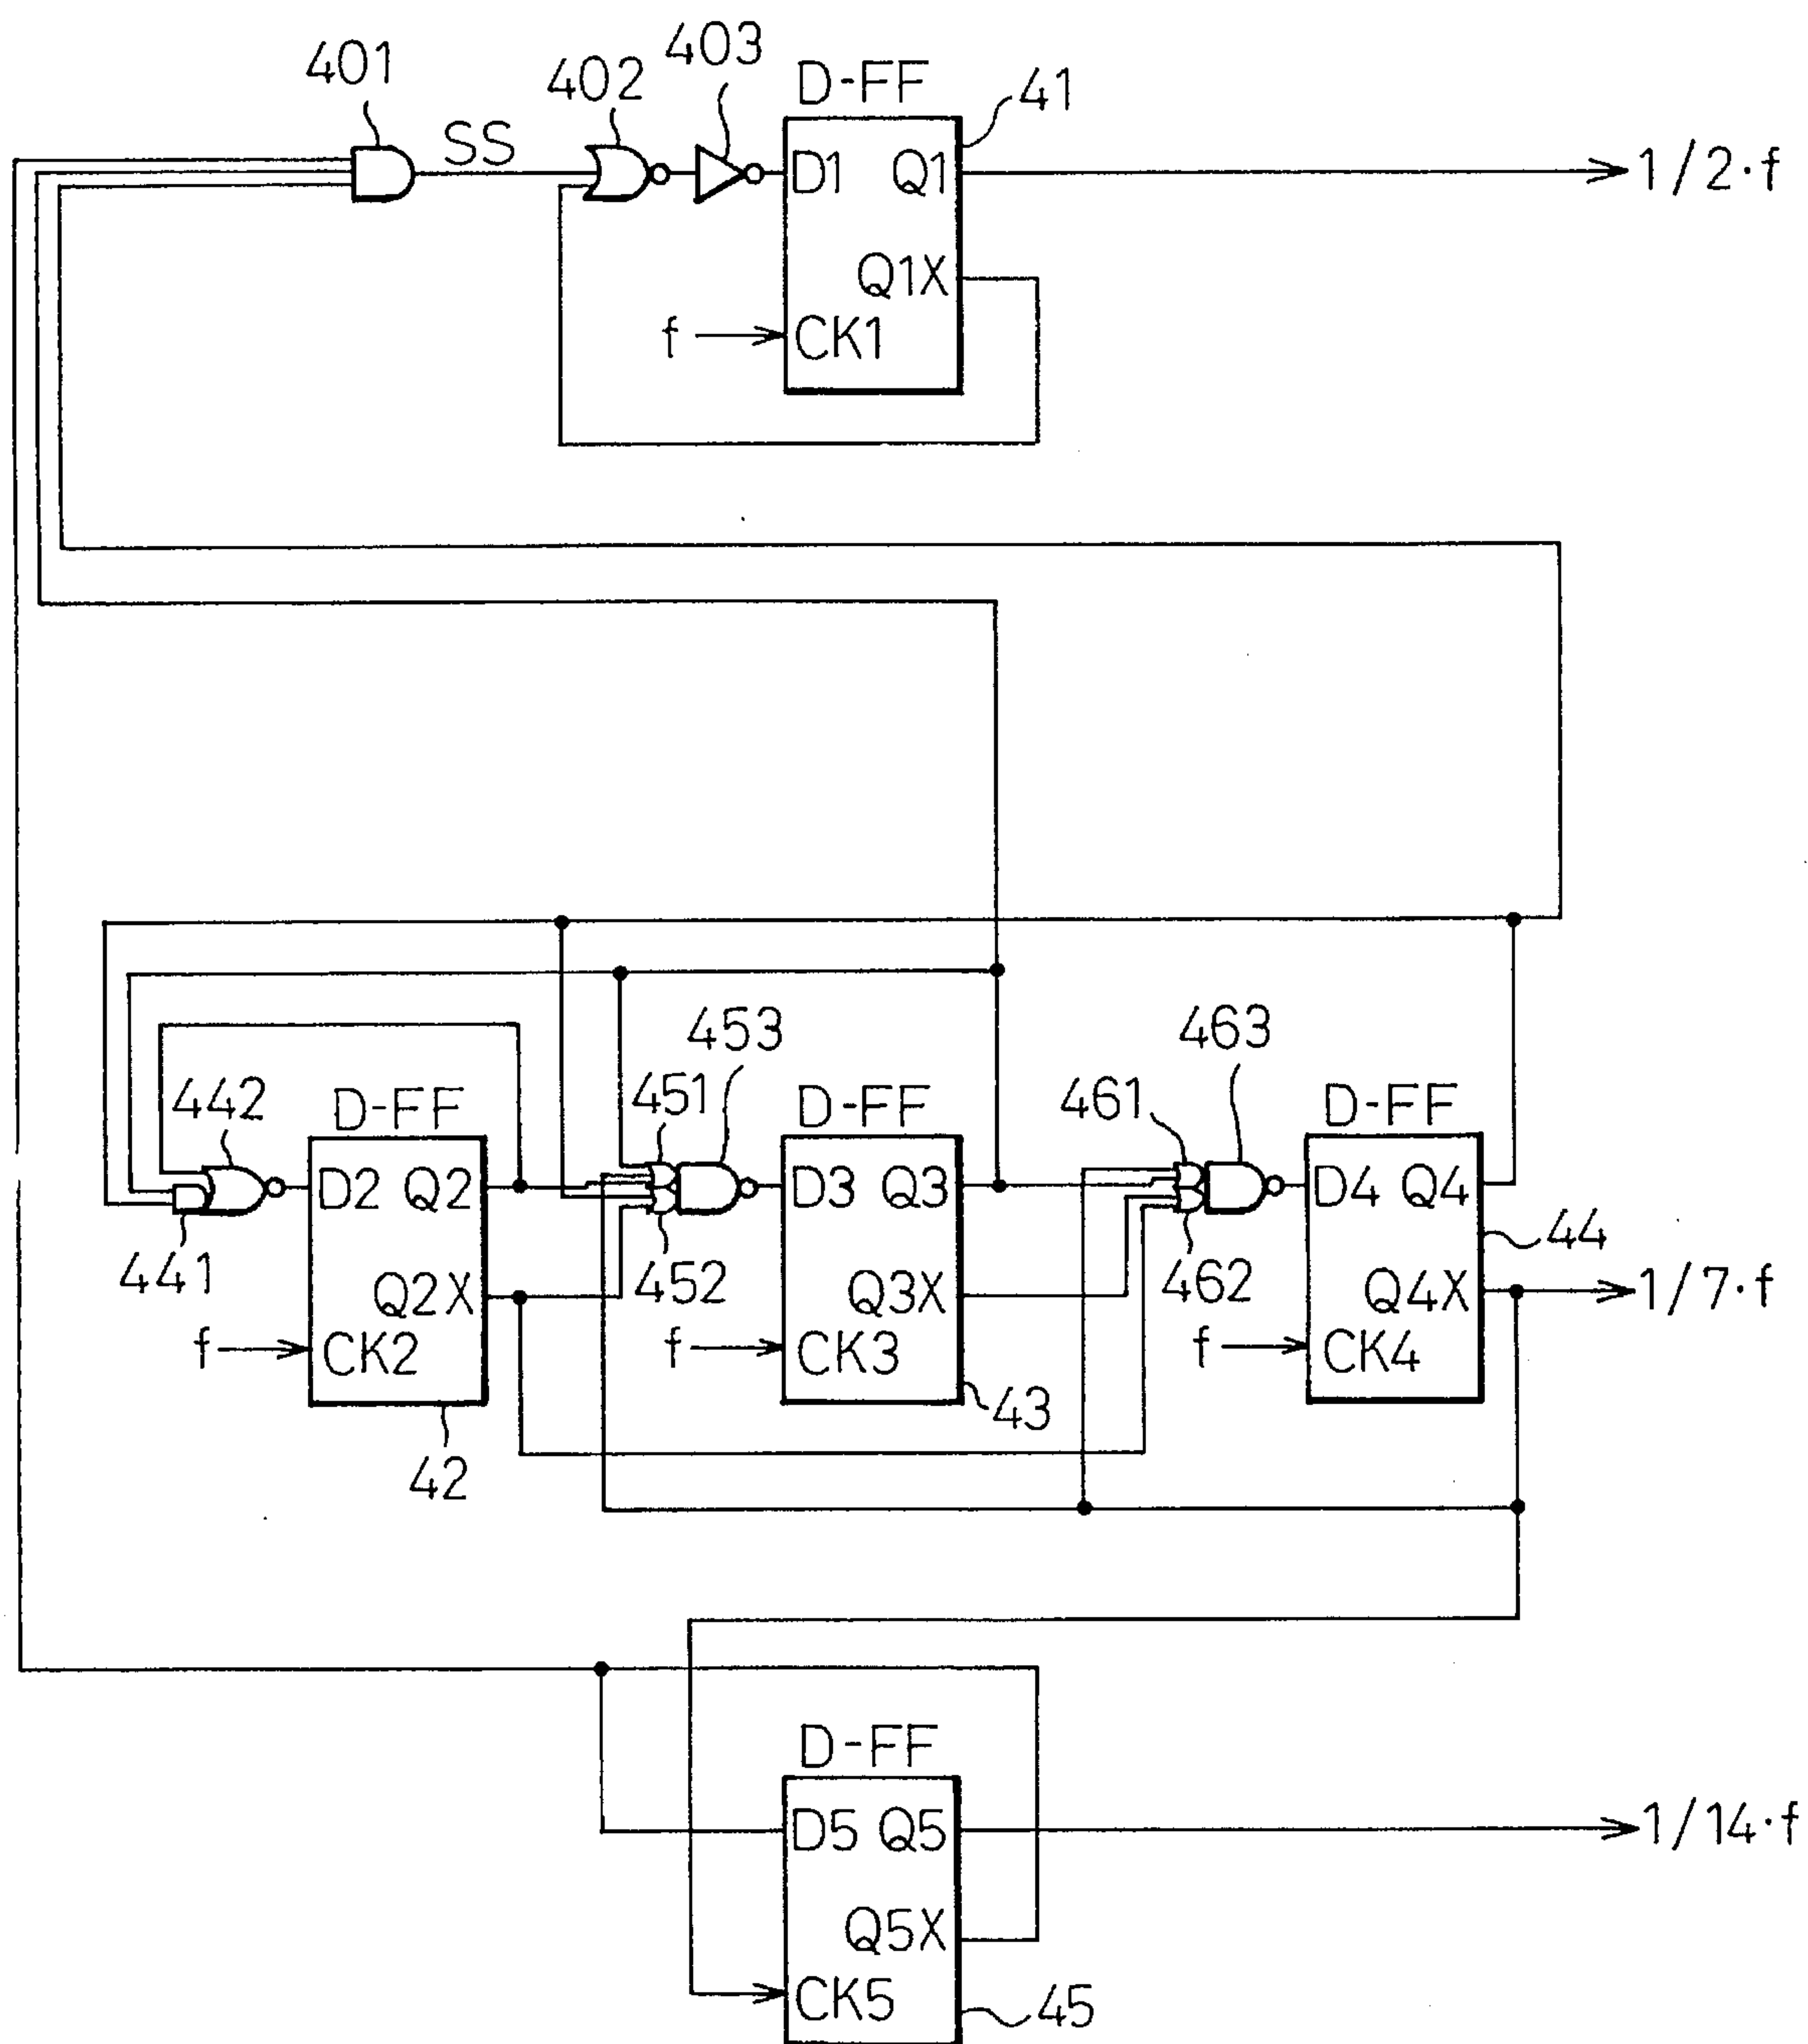 401
SS
402
403
D-FF
41
D1 Q1
1/2·f
Q1X
f
CK1
442
441
D-FF
D2 Q2
Q2X
f
CK2
42
451
453
452
D-FF
D3 Q3
Q3X
f
CK3
43
461
463
462
D-FF
D4 Q4
44
Q4X
1/7·f
f
CK4
D-FF
D5 Q5
1/14·f
Q5X
CK5
45